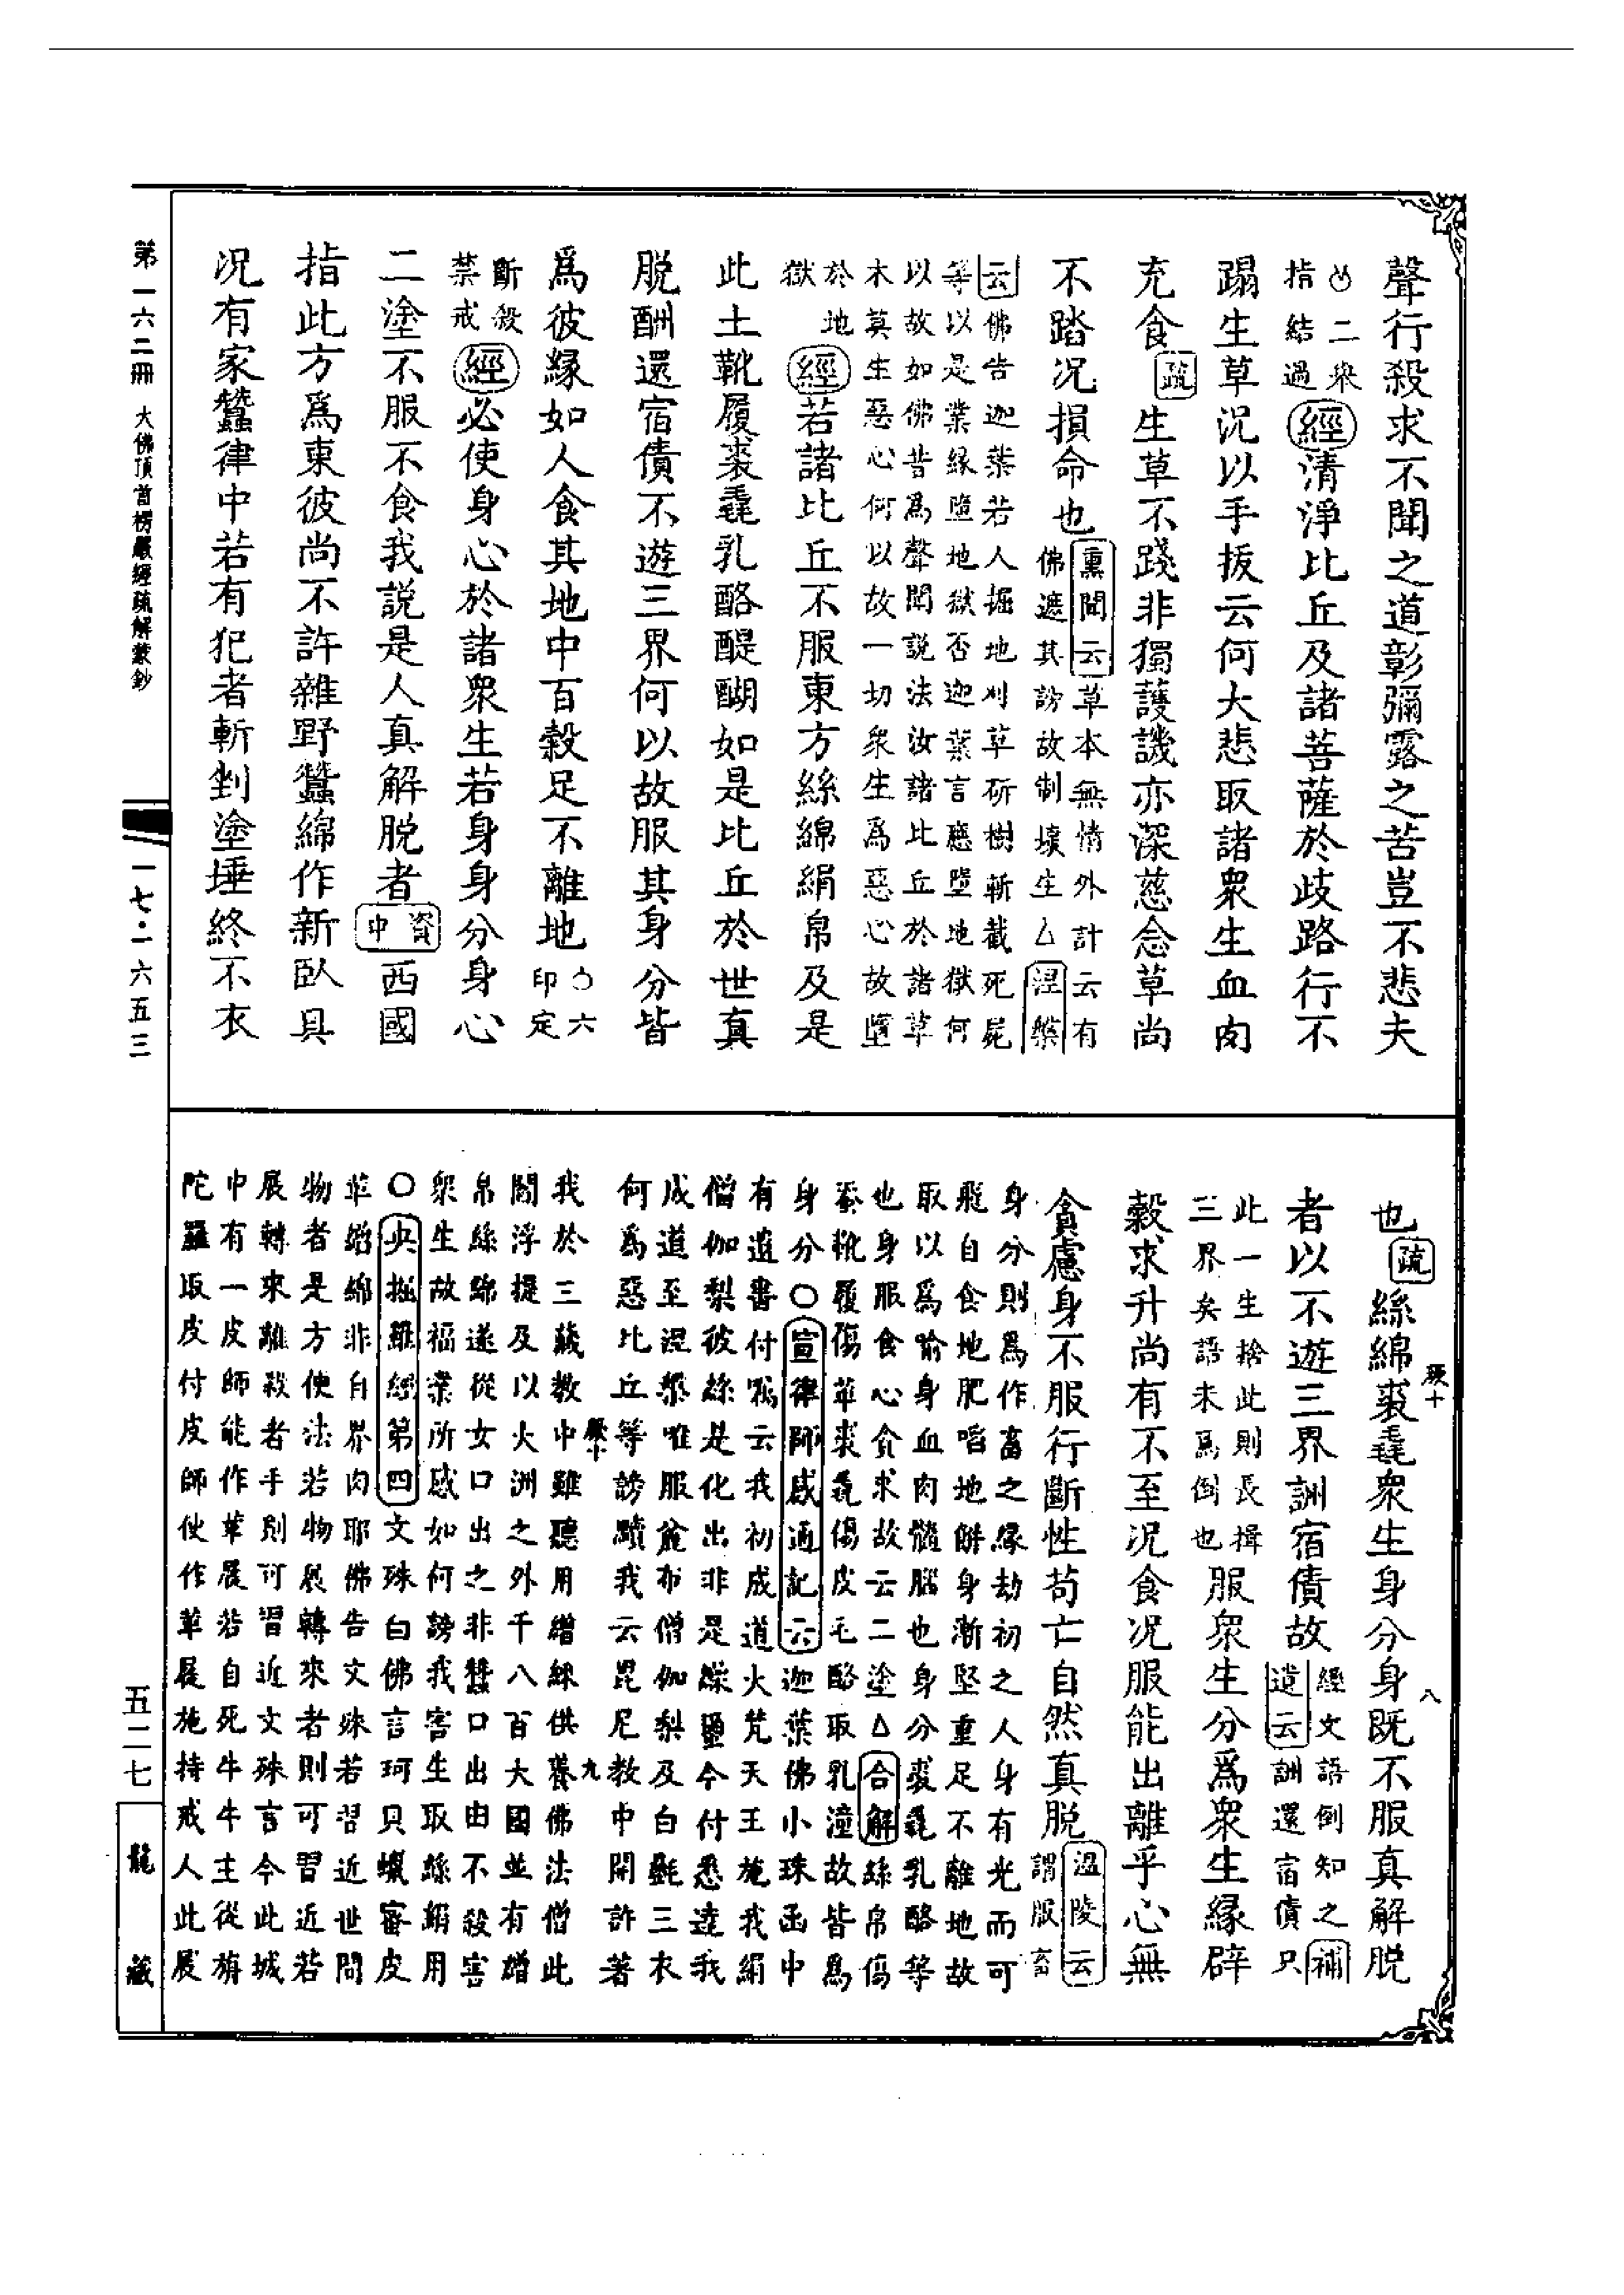 聲行殺求不聞之道彰彌露之苦豈不悲夫
二舉
指結過
經清淨比丘及諸菩薩於歧路行不
蹋生草況以手拔云何大悲取諸衆生血肉
充食疏生草不踐非獨護譏亦深慈念草尚
不踏況損命也
熏聞云草本無情外計云有
佛遮其謗故制壞生 涅槃
云佛告迦葉若人掘地刈草斫樹斬截死屍
等以是業緣墮地獄否迦葉言應墮地獄何
以故如佛昔爲聲聞說法汝諸比丘於諸草
木莫生惡心何以故一切衆生爲惡心故墮
於地
獄
經若諸比丘不服東方絲綿絹帛及是
此土靴履裘毳乳酪醍醐如是比丘於世真
脱酬還宿債不遊三界何以故服其身分皆
爲彼緣如人食其地中百穀足不離地
六
印定
斷殺
禁戒
經必使身心於諸衆生若身身分身心
二塗不服不食我說是人真解脱者資中西國
指此方爲東彼尚不許雜野蠶綿作新臥具
況有家蠶律中若有犯者斬剉塗埵終不衣
也疏絲綿裘毳衆生身分身既不服真解脱
者以不遊三界訓宿債故
經文語倒知之補
遺云詶還宿債只
此一生捨此則長揖
三界矣語未爲倒也
服衆生分爲衆生緣辟
穀求升尚有不至況食況服能出離乎心無
貪慮身不服行斷性苟亡自然真脱
溫陵云
謂服畜
身分則爲作畜之緣劫初之人身有光而可
飛自食地肥㗖地餅身漸堅重足不離地故
取以爲喻身血肉髓腦也身分裘毳乳酪等
也身服食心貪求故云二塗 合解絲帛傷
蠶靴履傷革裘毳傷皮毛酪取乳湩故皆爲
身分○宣律師感通記云迦葉佛小珠函中
有遺書付囑云我初成道火梵天王施我絹
僧伽梨彼絲是化出非是繰蠶今付悉達我
成道至涅槃唯服麄布僧伽梨及白㲲三衣
何爲惡比丘等謗黷我云毘尼教中開許著
我於三藏教中雖聽用繒綵供養佛法僧此
閻浮提及以大洲之外千八百大國並有繒
帛絲綿遂從女口出之非蠶口出由不殺害
衆生故福業所感如何謗我害生取絲絹用
○央掘羅經第四文殊白佛言珂貝蠟蜜皮
革繒綿非自界肉耶佛告文殊若習近世間
物者是方便法若物展轉來者則可習近若
展轉來離殺者手則可習近文殊言今此城
中有一皮師能作革屣若自死牛牛主從旃
陀羅取皮付皮師使作革屣施持戒人此屣
第一六二冊 大佛頂首楞嚴經疏解蒙鈔
一七·一六五三
五二七
龍藏